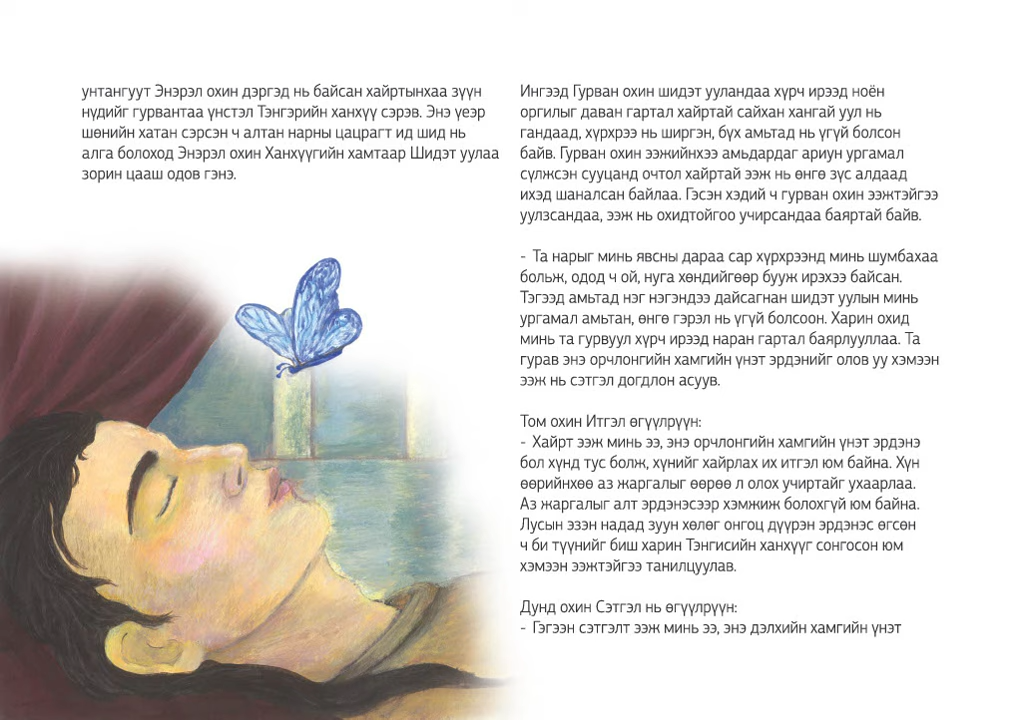 унтангуут Энэрэл охин дэргэд нь байсан хайртынхаа зүүн
нүдийг гурвантаа үнстэл Тэнгэрийн ханхүү сэрэв. Энэ үеэр
шөнийн хатан сэрсэн ч алтан нарны цацрагт ид шид нь
алга болоход Энэрэл охин Ханхүүгийн хамтаар Шидэт уулаа
зорин цааш одов гэнэ.
Ингээд Гурван охин шидэт ууландаа хүрч ирээд ноён
оргилыг даван гартал хайртай сайхан хангай уул нь
гандаад, хүрхрээ нь ширгэн, бүх амьтад нь үгүй болсон
байв. Гурван охин ээжийнхээ амьдардаг ариун ургамал
сүлжсэн сууцанд очтол хайртай ээж нь өнгө зүс алдаад
ихэд шаналсан байлаа. Гэсэн хэдий ч гурван охин ээжтэйгээ
уулзсандаа, ээж нь охидтойгоо учирсандаа баяртай байв.
- Та нарыг минь явсны дараа сар хүрхрээнд минь шумбахаа
больж, одод ч ой, нуга хөндийгөөр бууж ирэхээ байсан.
Тэгээд амьтад нэг нэгэндээ дайсагнан шидэт уулын минь
ургамал амьтан, өнгө гэрэл нь үгүй болсоон. Харин охид
минь та гурвуул хүрч ирээд наран гартал баярлууллаа. Та
гурав энэ орчлонгийн хамгийн үнэт эрдэнийг олов уу хэмээн
ээж нь сэтгэл догдлон асуув.
Том охин Итгэл өгүүлрүүн:
- Хайрт ээж минь ээ, энэ орчлонгийн хамгийн үнэт эрдэнэ
бол хүнд тус болж, хүнийг хайрлах их итгэл юм байна. Хүн
өөрийнхөө аз жаргалыг өөрөө л олох учиртайг ухаарлаа.
Аз жаргалыг алт эрдэнэсээр хэмжиж болохгүй юм байна.
Лусын эзэн надад зуун хөлөг онгоц дүүрэн эрдэнэс өгсөн
ч би түүнийг биш харин Тэнгисийн ханхүүг сонгосон юм
хэмээн ээжтэйгээ танилцуулав.
Дунд охин Сэтгэл нь өгүүлрүүн:
- Гэгээн сэтгэлт ээж минь ээ, энэ дэлхийн хамгийн үнэт